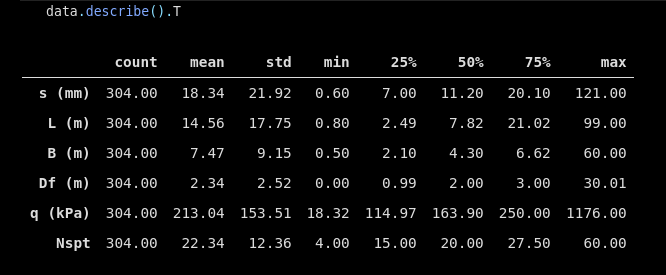 data.describe().T
count mean std min 25% 50% 75% max
s (mm) 304.00 18.34 21.92 0.60 7.00 11.20 20.10 121.00
L (m) 304.00 14.56 17.75 0.80 2.49 7.82 21.02 99.00
B (m) 304.00 7.47 9.15 0.50 2.10 4.30 6.62 60.00
Df (m) 304.00 2.34 2.52 0.00 0.99 2.00 3.00 30.01
q (kPa) 304.00 213.04 153.51 18.32 114.97 163.90 250.00 1176.00
Nspt 304.00 22.34 12.36 4.00 15.00 20.00 27.50 60.00